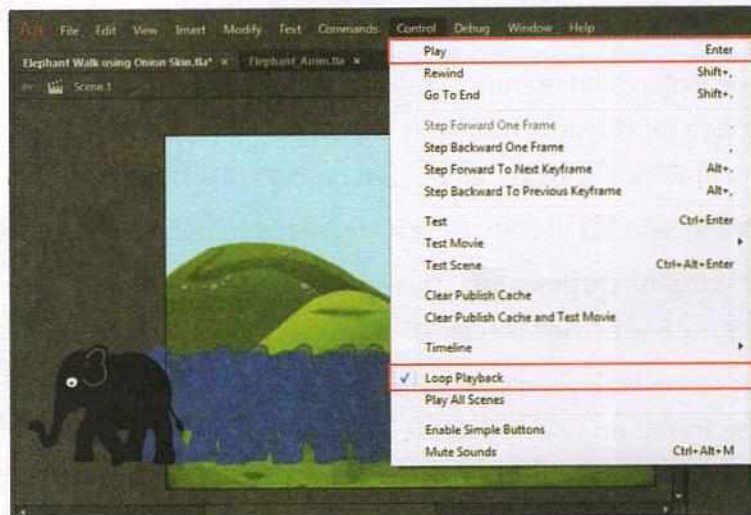 An File Edit View Insert Modify Text Commands Control Debug Window Help
Elephant Walk using Onion Skin.fla* × Elephant_Anim.fla ×
Scene 1
Play Enter
Rewind Shift+,
Go To End Shift+.
Step Forward One Frame
Step Backward One Frame ,
Step Forward To Next Keyframe Alt+.
Step Backward To Previous Keyframe Alt+,
Test Ctrl+Enter
Test Movie
Test Scene Ctrl+Alt+Enter
Clear Publish Cache
Clear Publish Cache and Test Movie
Timeline
Loop Playback
Play All Scenes
Enable Simple Buttons
Mute Sounds Ctrl+Alt+M